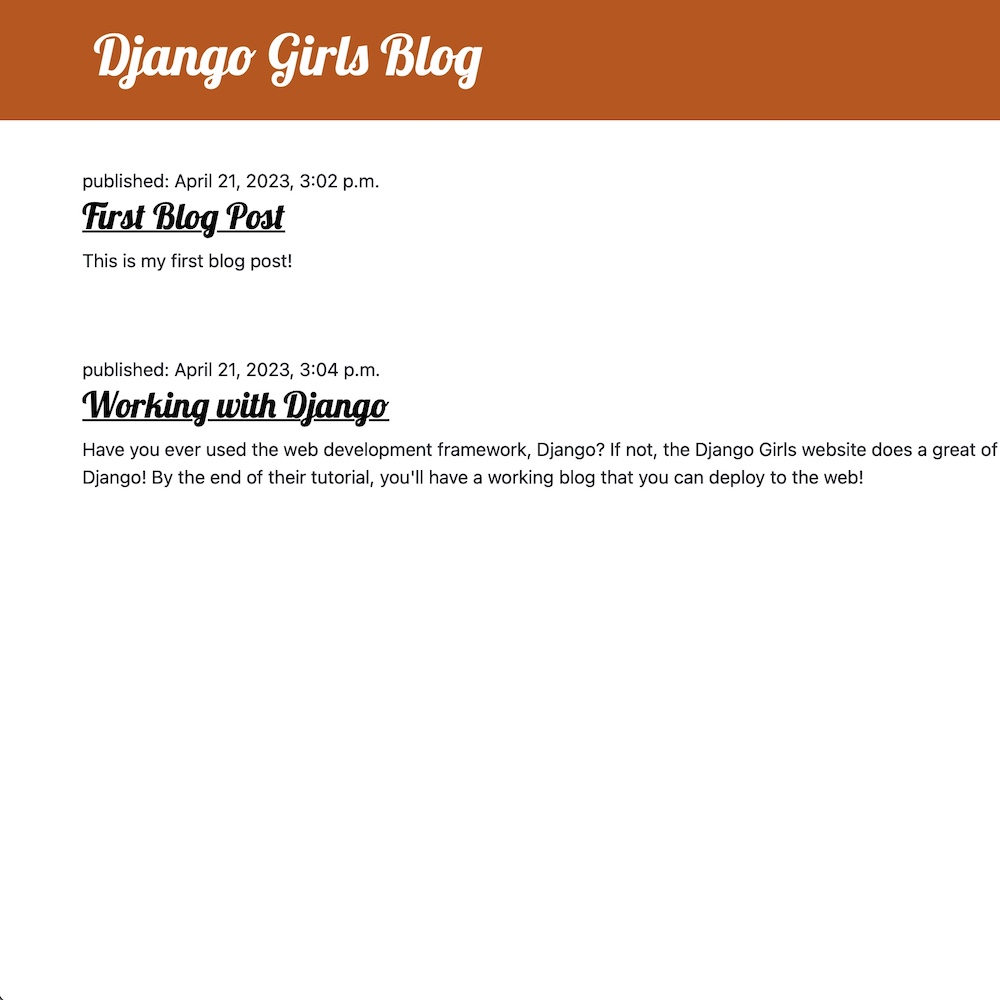 Django Girls Blog
published: April 21, 2023, 3:02 p.m.
First Blog Post
This is my first blog post!
published: April 21, 2023, 3:04 p.m.
Working with Django
Have you ever used the web development framework, Django? If not, the Django Girls website does a great of
Django! By the end of their tutorial, you'll have a working blog that you can deploy to the web!